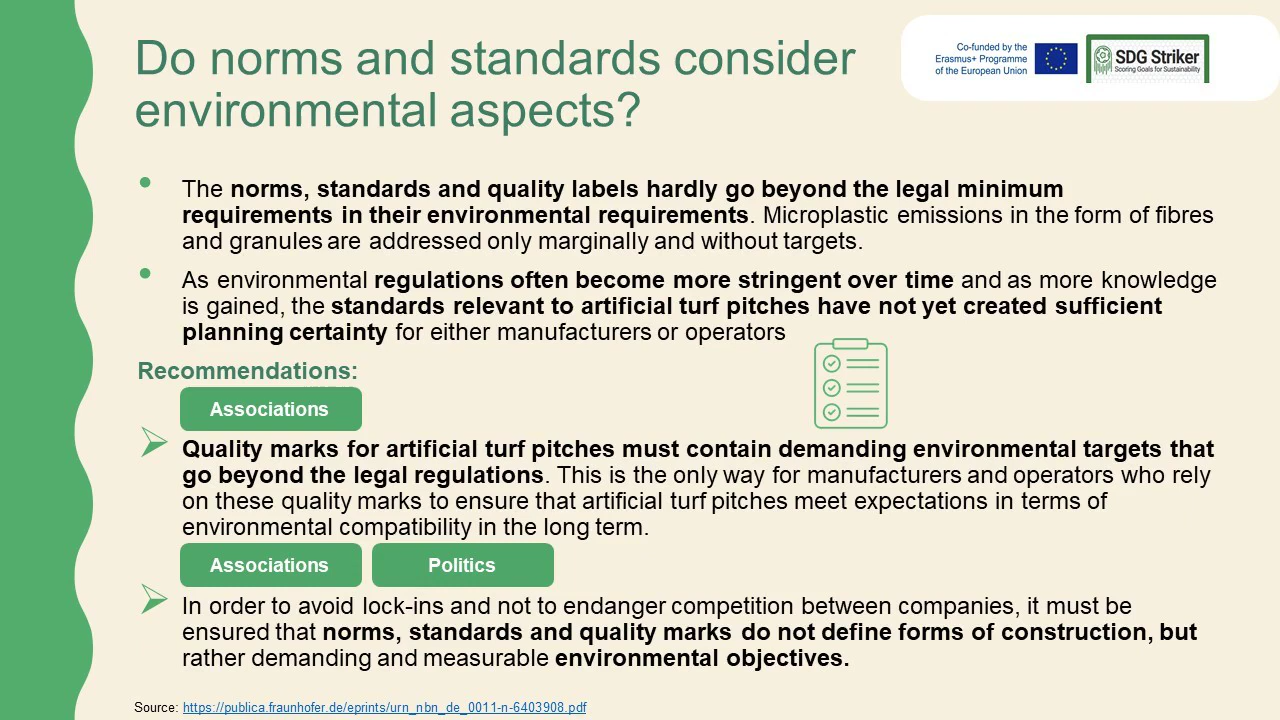 Do norms and standards consider
environmental aspects?
Co-funded by the
Erasmus+ Programme
of the European Union
SDG Striker
Scoring Goals for Sustainability
The norms, standards and quality labels hardly go beyond the legal minimum
requirements in their environmental requirements. Microplastic emissions in the form of fibres
and granules are addressed only marginally and without targets.
As environmental regulations often become more stringent over time and as more knowledge
is gained, the standards relevant to artificial turf pitches have not yet created sufficient
planning certainty for either manufacturers or operators
Recommendations:
Associations
Quality marks for artificial turf pitches must contain demanding environmental targets that
go beyond the legal regulations. This is the only way for manufacturers and operators who rely
on these quality marks to ensure that artificial turf pitches meet expectations in terms of
environmental compatibility in the long term.
Associations
Politics
In order to avoid lock-ins and not to endanger competition between companies, it must be
ensured that norms, standards and quality marks do not define forms of construction, but
rather demanding and measurable environmental objectives.
Source: https://publica.fraunhofer.de/eprints/urn_nbn_de_0011-n-6403908.pdf